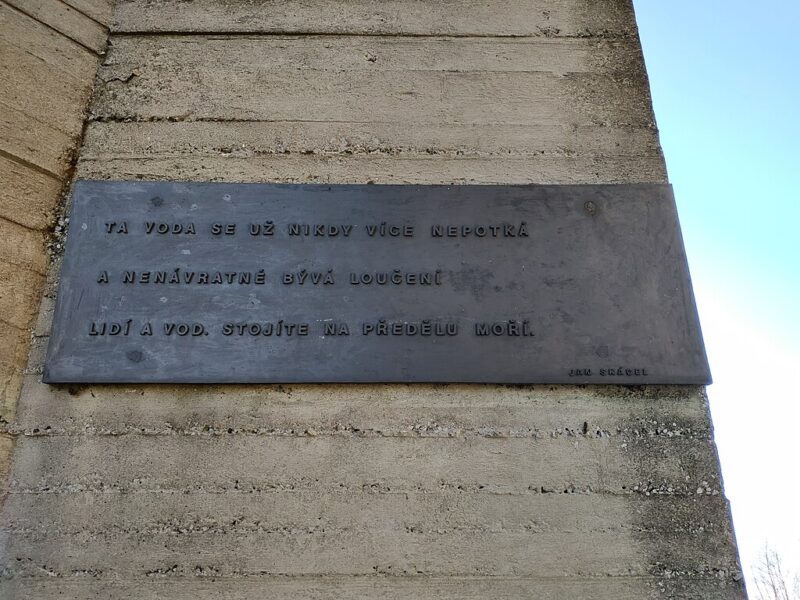 TA VODA SE UŽ NIKDY VÍCE NEPOTKÁ
A NENÁVRATNÉ BÝVÁ LOUČENÍ
LIDÍ A VOD. STOJÍTE NA PŘEDĚLU MOŘÍ.
JAN SKÁCEL